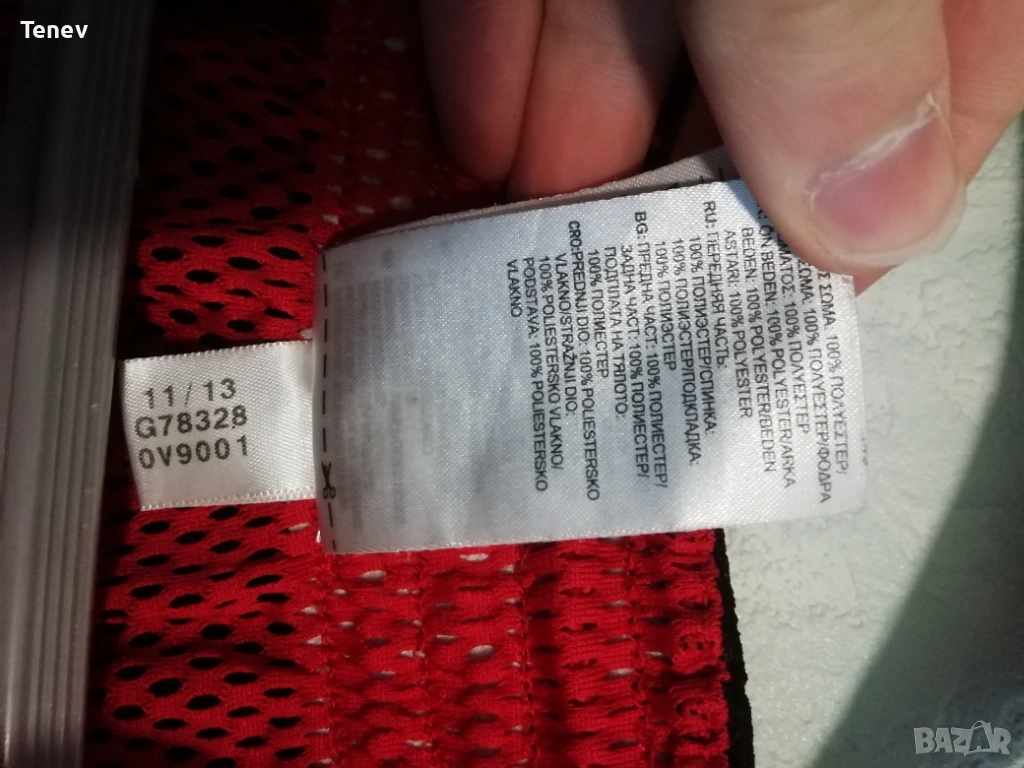 Tenev
11/13
G78328
0V9001
ΣΩΜΑ: 100% ΠΟΛΥΕΣΤΕΡ/
ΣΩΜΑ: 100% ΠΟΛΥΕΣΤΕΡ/ΦΟΔΡΑ
100% ΠΟΛΥΕΣΤΕΡ
ON BEDEN: 100% POLYESTER/ARKA
BEDEN: 100% POLYESTER/BEDEN
ASTARI: 100% POLYESTER
RU: ПЕРЕДНЯЯ ЧАСТЬ:
100% ПОЛИЭСТЕР/СПИНКА:
100% ПОЛИЭСТЕР/ПОДКЛАДКА:
100% ПОЛИЭСТЕР
BG: ПРЕДНА ЧАСТ: 100% ПОЛИЕСТЕР/
ЗАДНА ЧАСТ: 100% ПОЛИЕСТЕР/
ПОДПЛАТА НА ТЯЛОТО:
100% ПОЛИЕСТЕР
CRO:PREDNJI DIO: 100% POLIESTERSKO
VLAKNO/STRAŽNJI DIO:
100% POLIESTERSKO VLAKNO/
PODSTAVA: 100% POLIESTERSKO
VLAKNO
BAZAR